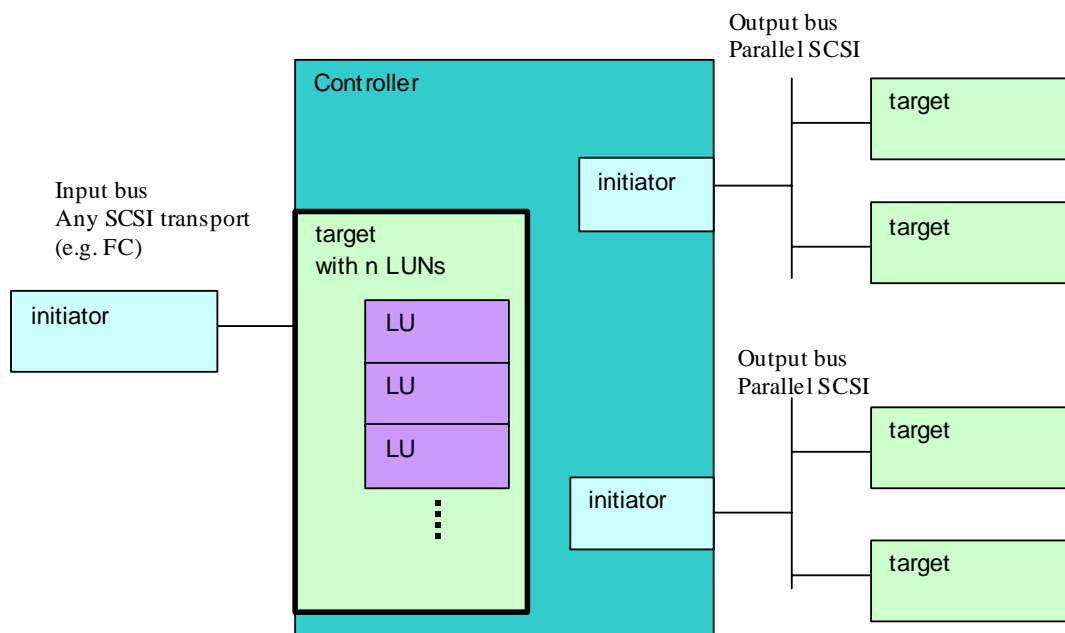 Output bus
Parallel SCSI
Controller
target
initiator
target
Input bus
Any SCSI transport
(e.g. FC)
target
with n LUNs
initiator
LU
LU
LU
Output bus
Parallel SCSI
target
initiator
target